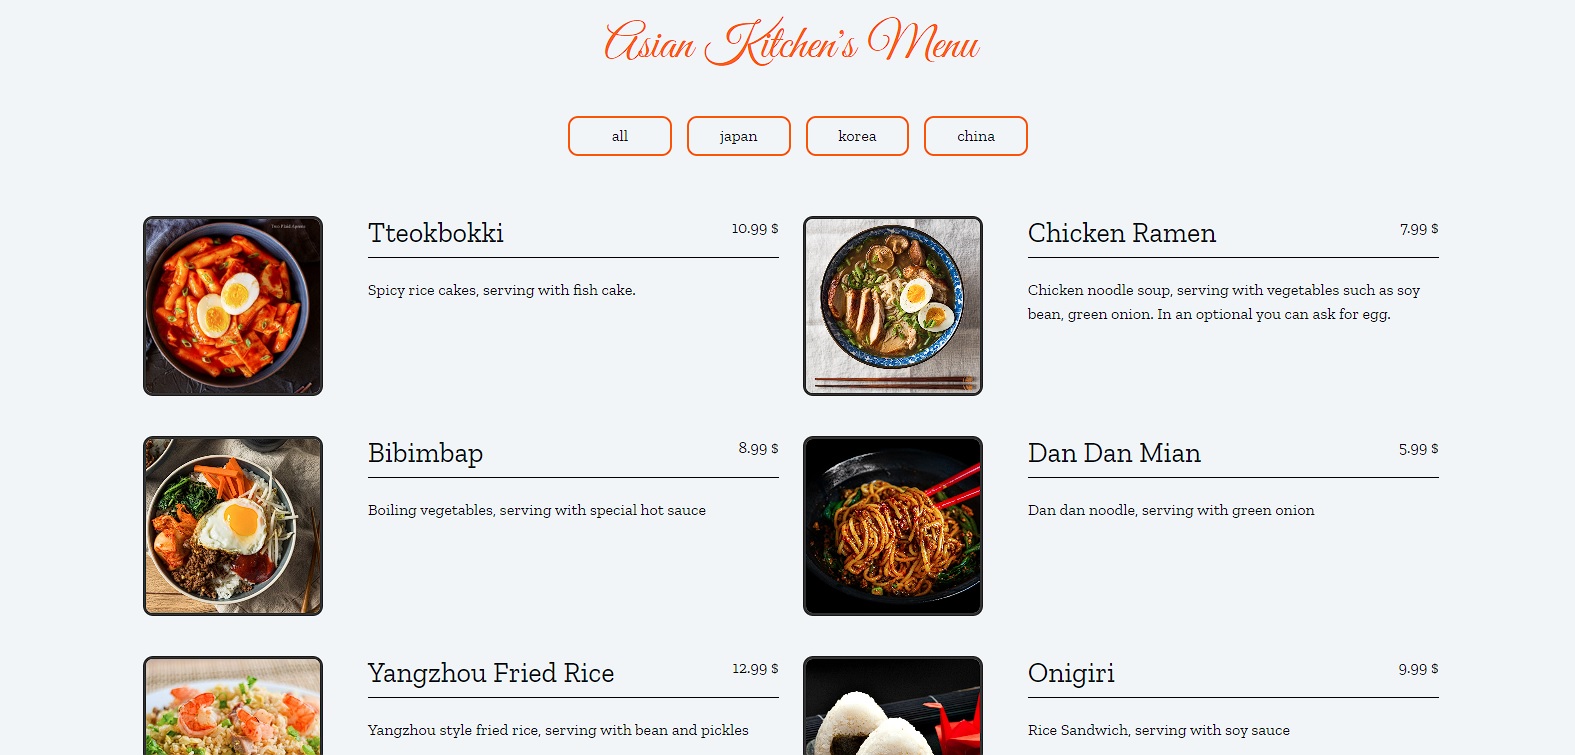 Asian Kitchen's Menu
all
japan
korea
china
Tteokbokki
10.99 $
Spicy rice cakes, serving with fish cake.
Chicken Ramen
7.99 $
Chicken noodle soup, serving with vegetables such as soy
bean, green onion. In an optional you can ask for egg.
Bibimbap
8.99 $
Boiling vegetables, serving with special hot sauce
Dan Dan Mian
5.99 $
Dan dan noodle, serving with green onion
Yangzhou Fried Rice
12.99 $
Yangzhou style fried rice, serving with bean and pickles
Onigiri
9.99 $
Rice Sandwich, serving with soy sauce